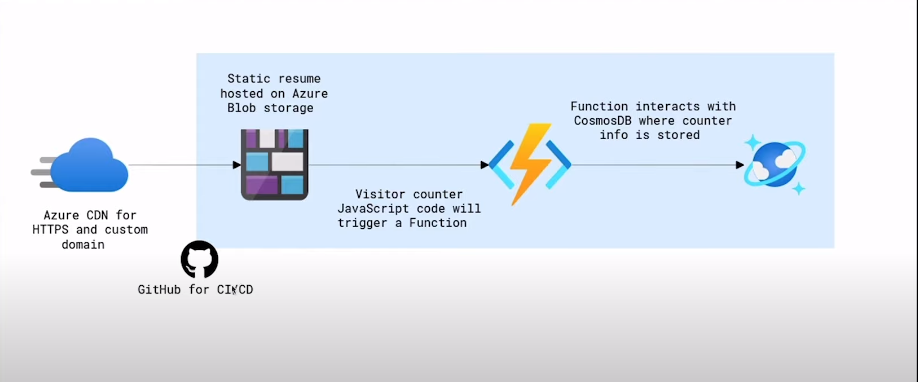 Static resume
hosted on Azure
Blob storage
Function interacts with
CosmosDB where counter
info is stored
Visitor counter
JavaScript code will
trigger a Function
Azure CDN for
HTTPS and custom
domain
GitHub for CI/CD